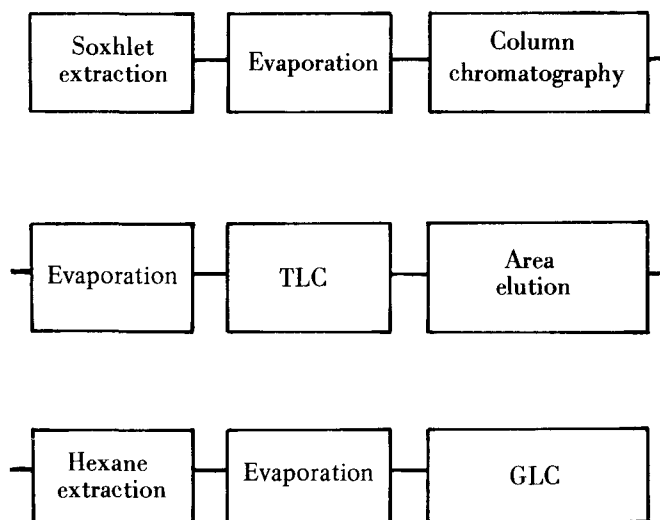 Soxhlet
extraction
Evaporation
Column
chromatography
Evaporation
TLC
Area
elution
Hexane
extraction
Evaporation
GLC